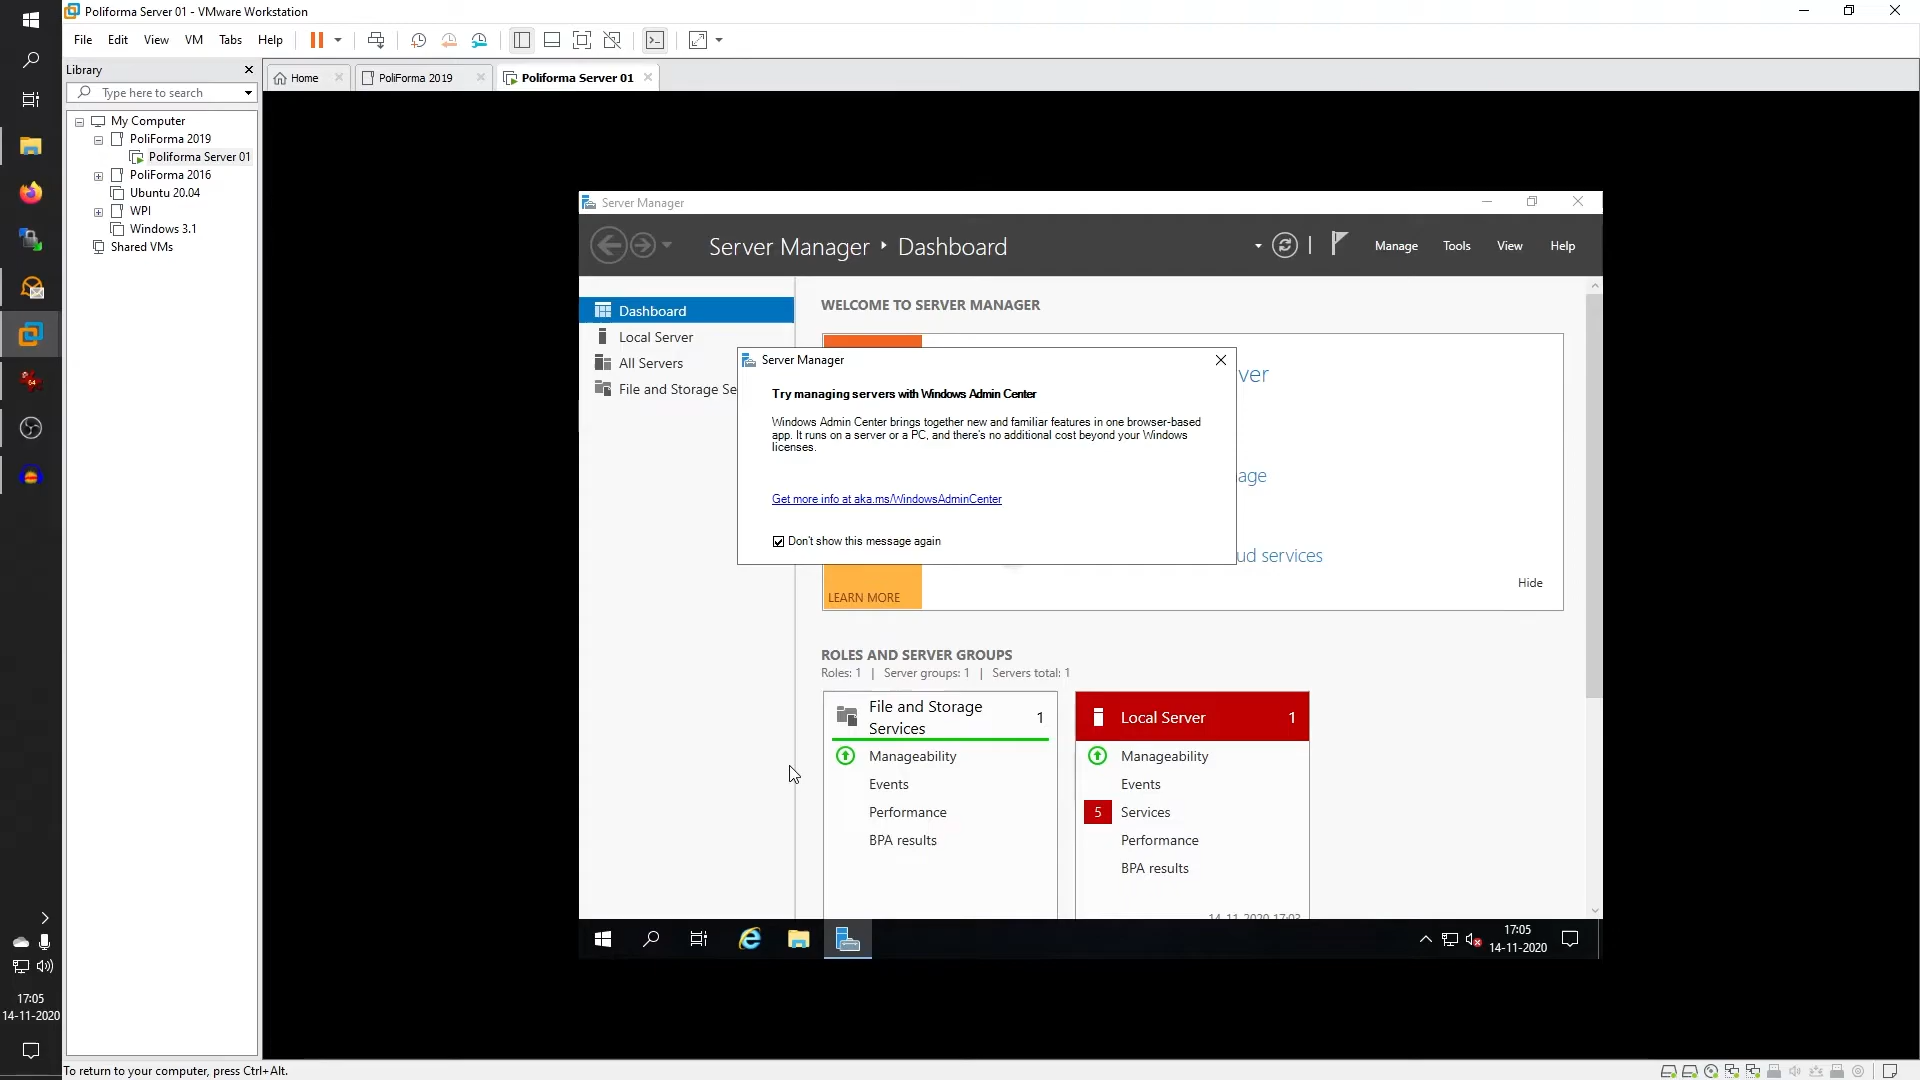 Poliforma Server 01 - VMware Workstation
File Edit View VM Tabs Help
Library
Type here to search
My Computer
PoliForma 2019
Poliforma Server 01
PoliForma 2016
Ubuntu 20.04
WPI
Windows 3.1
Shared VMs
Home
PoliForma 2019
Poliforma Server 01
Server Manager
Server Manager Dashboard
Manage Tools View Help
Dashboard
Local Server
All Servers
File and Storage Se
WELCOME TO SERVER MANAGER
ver
age
ud services
Hide
LEARN MORE
Server Manager
Try managing servers with Windows Admin Center
Windows Admin Center brings together new and familiar features in one browser-based
app. It runs on a server or a PC, and there's no additional cost beyond your Windows
licenses.
Get more info at aka.ms/WindowsAdminCenter
Don't show this message again
ROLES AND SERVER GROUPS
Roles: 1 | Server groups: 1 | Servers total: 1
File and Storage
Services
1
Manageability
Events
Performance
BPA results
Local Server 1
Manageability
Events
5 Services
Performance
BPA results
14-11-2020 17:03
17:05
14-11-2020
64
17:05
14-11-2020
To return to your computer, press Ctrl+Alt.